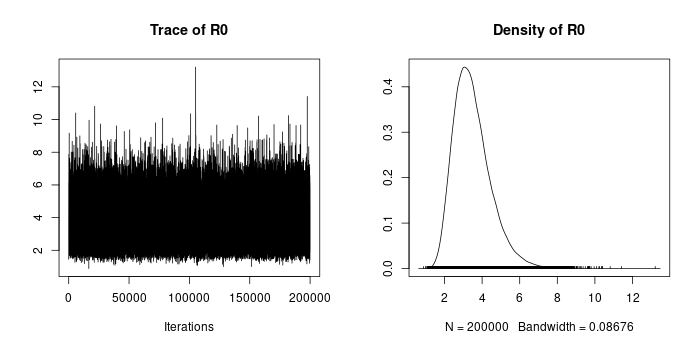 Trace of R0
12
10
8
6
4
2
0 50000 100000 150000 200000
Iterations
Density of R0
0.4
0.3
0.2
0.1
0.0
2 4 6 8 10 12
N = 200000 Bandwidth = 0.08676